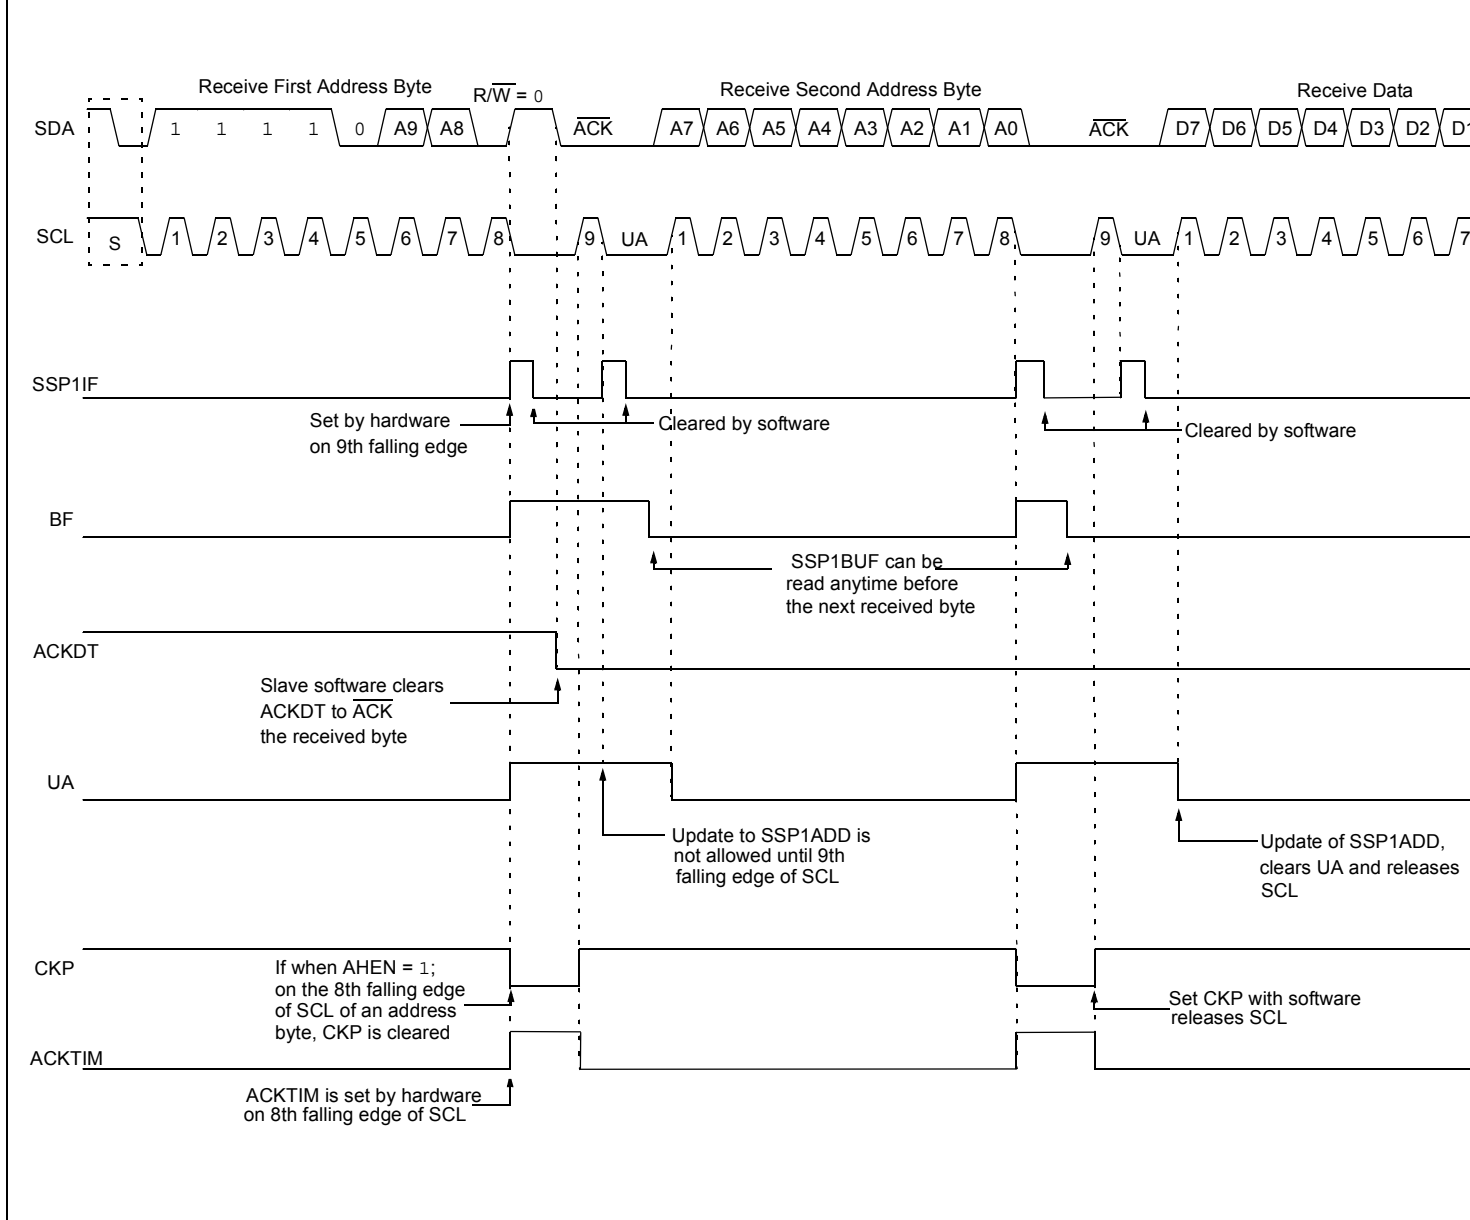 Receive First Address Byte
R/W = 0
Receive Second Address Byte
Receive Data
SDA
1 1 1 1 0 A9 A8
ACK
A7 A6 A5 A4 A3 A2 A1 A0
ACK
D7 D6 D5 D4 D3 D2 D1
SCL
S
1 2 3 4 5 6 7 8 9 UA 1 2 3 4 5 6 7 8 9 UA 1 2 3 4 5 6 7
SSP1IF
Set by hardware
on 9th falling edge
Cleared by software
Cleared by software
BF
SSP1BUF can be
read anytime before
the next received byte
ACKDT
Slave software clears
ACKDT to ACK
the received byte
UA
Update to SSP1ADD is
not allowed until 9th
falling edge of SCL
Update of SSP1ADD,
clears UA and releases
SCL
CKP
If when AHEN = 1;
on the 8th falling edge
of SCL of an address
byte, CKP is cleared
Set CKP with software
releases SCL
ACKTIM
ACKTIM is set by hardware
on 8th falling edge of SCL